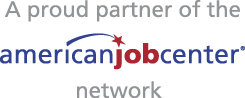 A proud partner of the
americanjobcenter®
network